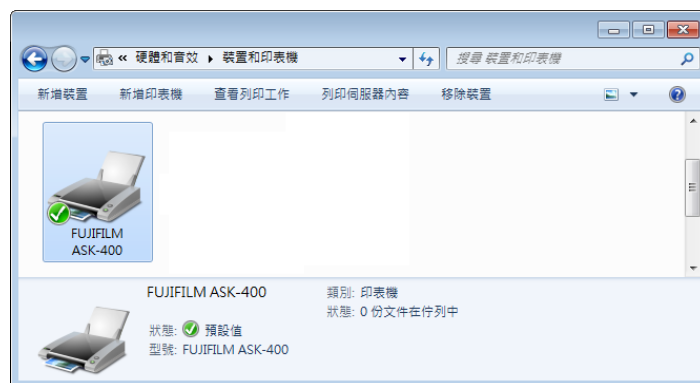 « 硬體和音效 ▸ 裝置和印表機
搜尋 裝置和印表機
新增裝置 新增印表機 查看列印工作 列印伺服器內容 移除裝置
FUJIFILM
ASK-400
FUJIFILM ASK-400
類別: 印表機
狀態: 0 份文件在佇列中
狀態: 預設值
型號: FUJIFILM ASK-400